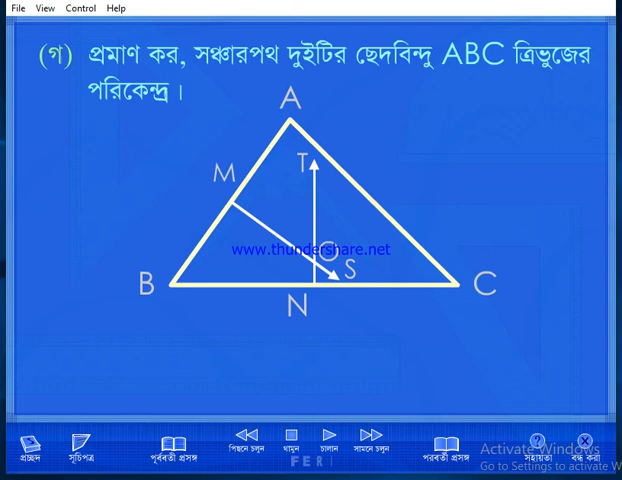 File View Control Help
(গ) প্রমাণ কর, সঞ্চারপথ দুইটির ছেদবিন্দু ABC ত্রিভুজের
পরিকেন্দ্র।
A
T
M
www.thundershare.net
O
S
B
C
N
পিছনে চলুন থামুন চালান সামনে চলুন
প্রচ্ছদ সূচিপত্র পূর্ববর্তী প্রসঙ্গ পরবর্তী প্রসঙ্গ সহায়তা বন্ধ করা
Activate Windows
Go to Settings to activate W